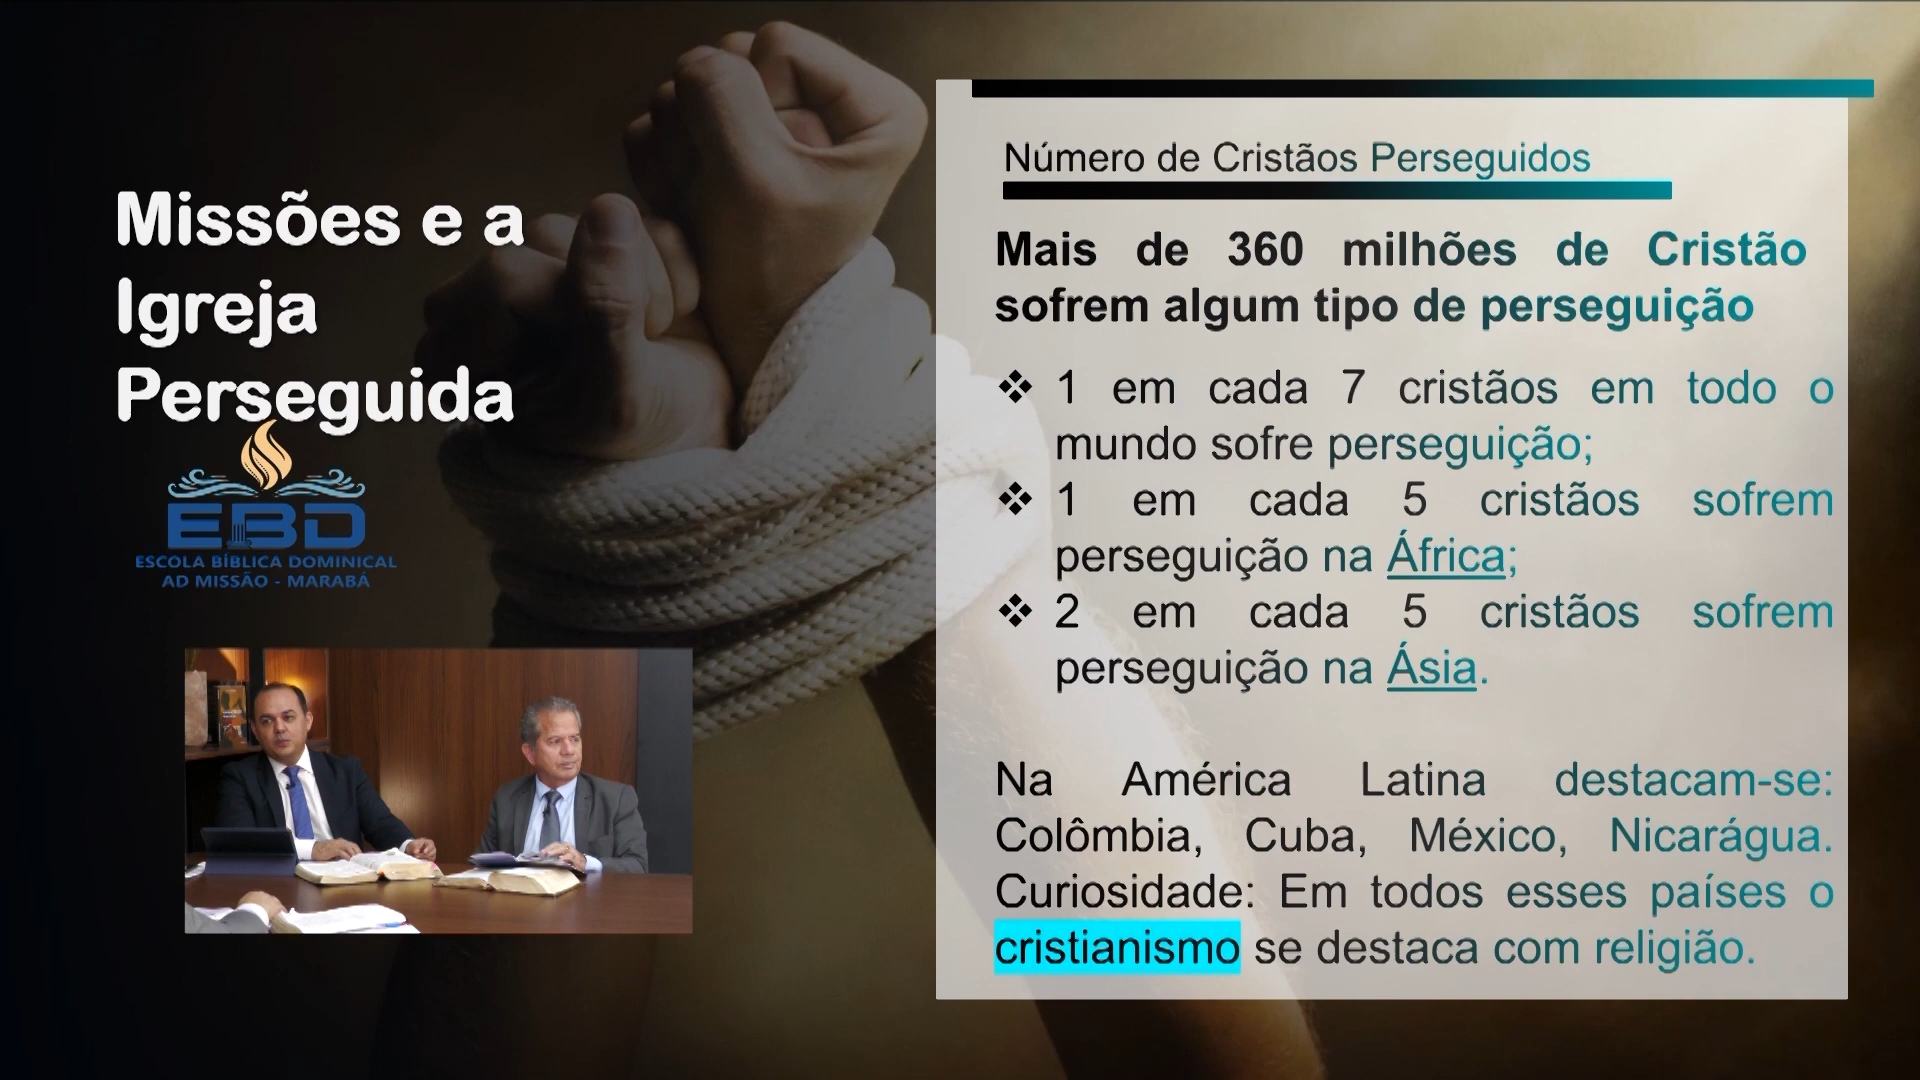 Missões e a
Igreja
Perseguida
EBD
ESCOLA BÍBLICA DOMINICAL
AD MISSÃO - MARABÁ
Número de Cristãos Perseguidos
Mais de 360 milhões de Cristão
sofrem algum tipo de perseguição
❖ 1 em cada 7 cristãos em todo o
mundo sofre perseguição;
❖ 1 em cada 5 cristãos sofrem
perseguição na África;
❖ 2 em cada 5 cristãos sofrem
perseguição na Ásia.
Na América Latina destacam-se:
Colômbia, Cuba, México, Nicarágua.
Curiosidade: Em todos esses países o
cristianismo se destaca com religião.